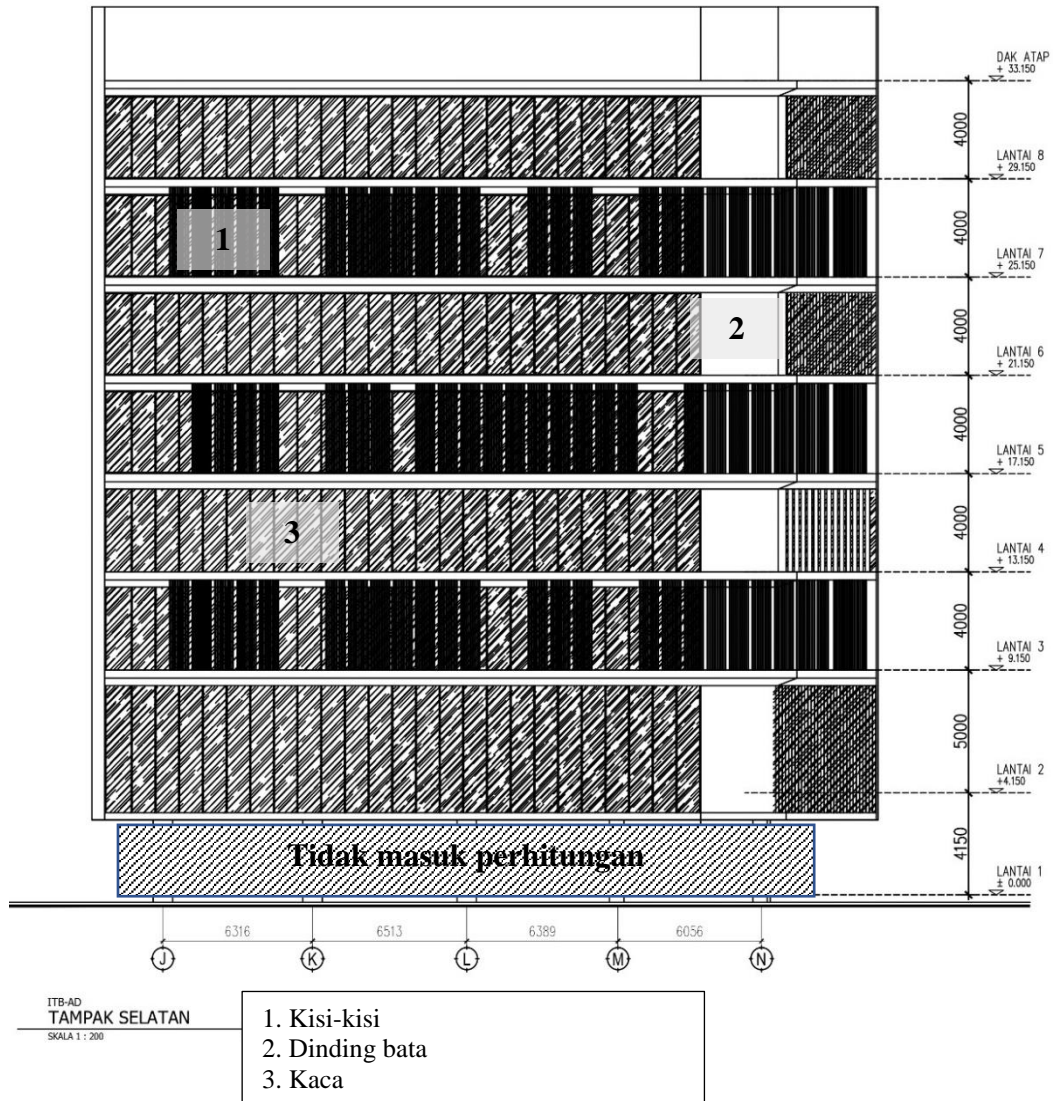 DAK ATAP
+ 33.150
4000
LANTAI 8
+ 29.150
4000
1
LANTAI 7
+ 25.150
4000
2
LANTAI 6
+ 21.150
4000
LANTAI 5
+ 17.150
4000
3
LANTAI 4
+ 13.150
4000
LANTAI 3
+ 9.150
5000
LANTAI 2
+4.150
4150
Tidak masuk perhitungan
LANTAI 1
± 0.000
6316 6513 6389 6056
J K L M N
ITB-AD
TAMPAK SELATAN
SKALA 1 : 200
1. Kisi-kisi
2. Dinding bata
3. Kaca